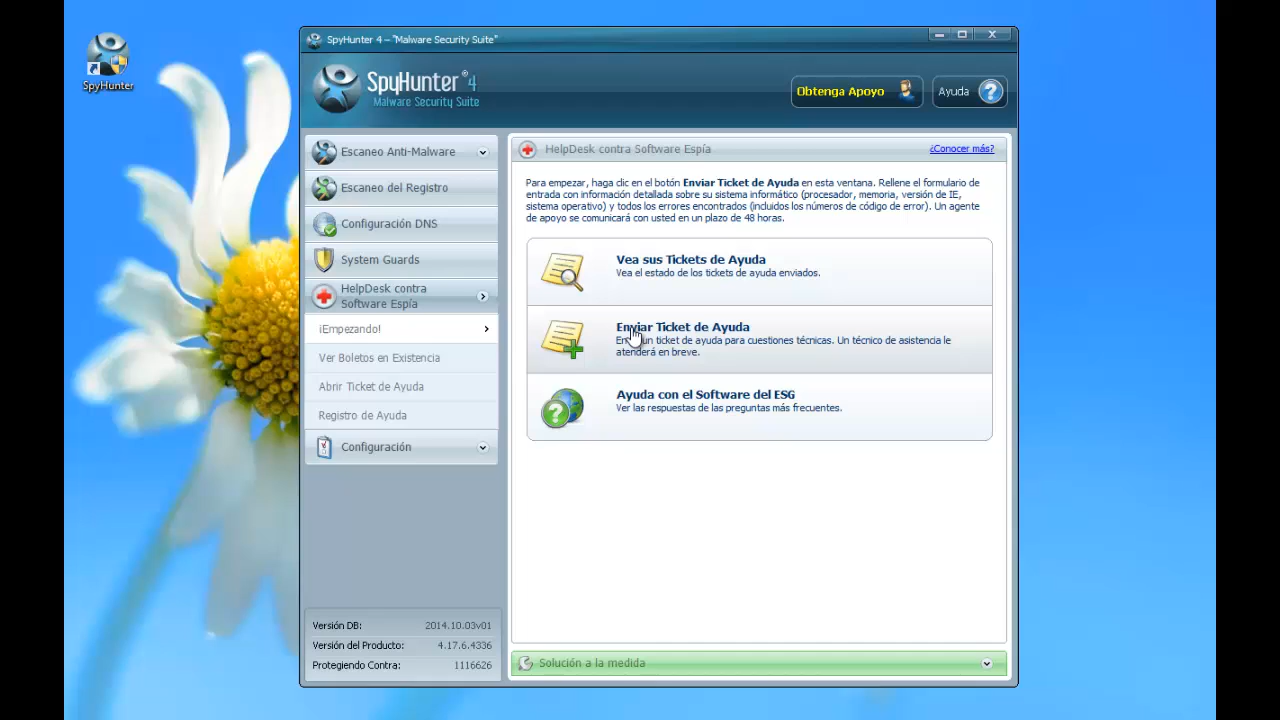 SpyHunter
SpyHunter 4 – "Malware Security Suite"
SpyHunter® 4
Malware Security Suite
Obtenga Apoyo
Ayuda
Escaneo Anti-Malware
Escaneo del Registro
Configuración DNS
System Guards
HelpDesk contra
Software Espía
¡Empezando!
Ver Boletos en Existencia
Abrir Ticket de Ayuda
Registro de Ayuda
Configuración
Versión DB: 2014.10.03v01
Versión del Producto: 4.17.6.4336
Protegiendo Contra: 1116626
HelpDesk contra Software Espía
¿Conocer más?
Para empezar, haga clic en el botón Enviar Ticket de Ayuda en esta ventana. Rellene el formulario de
entrada con información detallada sobre su sistema informático (procesador, memoria, versión de IE,
sistema operativo) y todos los errores encontrados (incluidos los números de código de error). Un agente
de apoyo se comunicará con usted en un plazo de 48 horas.
Vea sus Tickets de Ayuda
Vea el estado de los tickets de ayuda enviados.
Enviar Ticket de Ayuda
un ticket de ayuda para cuestiones técnicas. Un técnico de asistencia le
atenderá en breve.
Ayuda con el Software del ESG
Ver las respuestas de las preguntas más frecuentes.
Solución a la medida